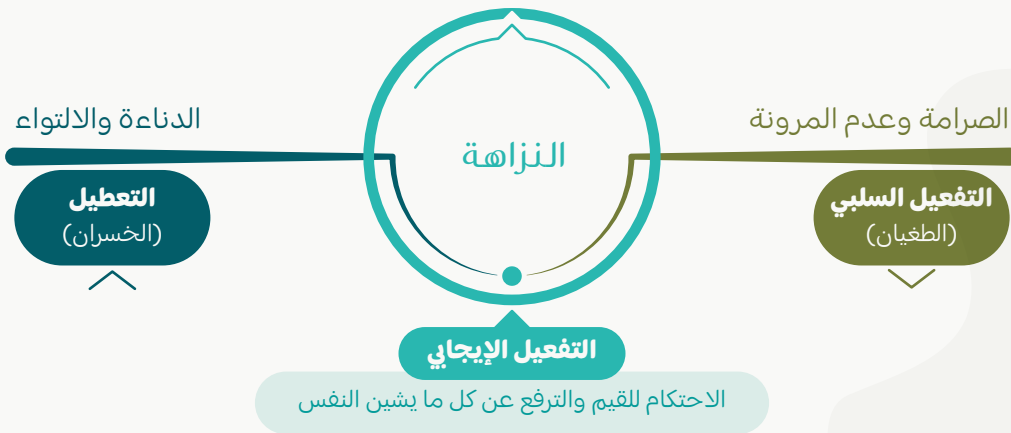 الصرامة وعدم المرونة
التفعيل السلبي
(الطغيان)
النزاهة
الدناءة والالتواء
التعطيل
(الخسران)
التفعيل الإيجابي
الاحتكام للقيم والترفع عن كل ما يشين النفس